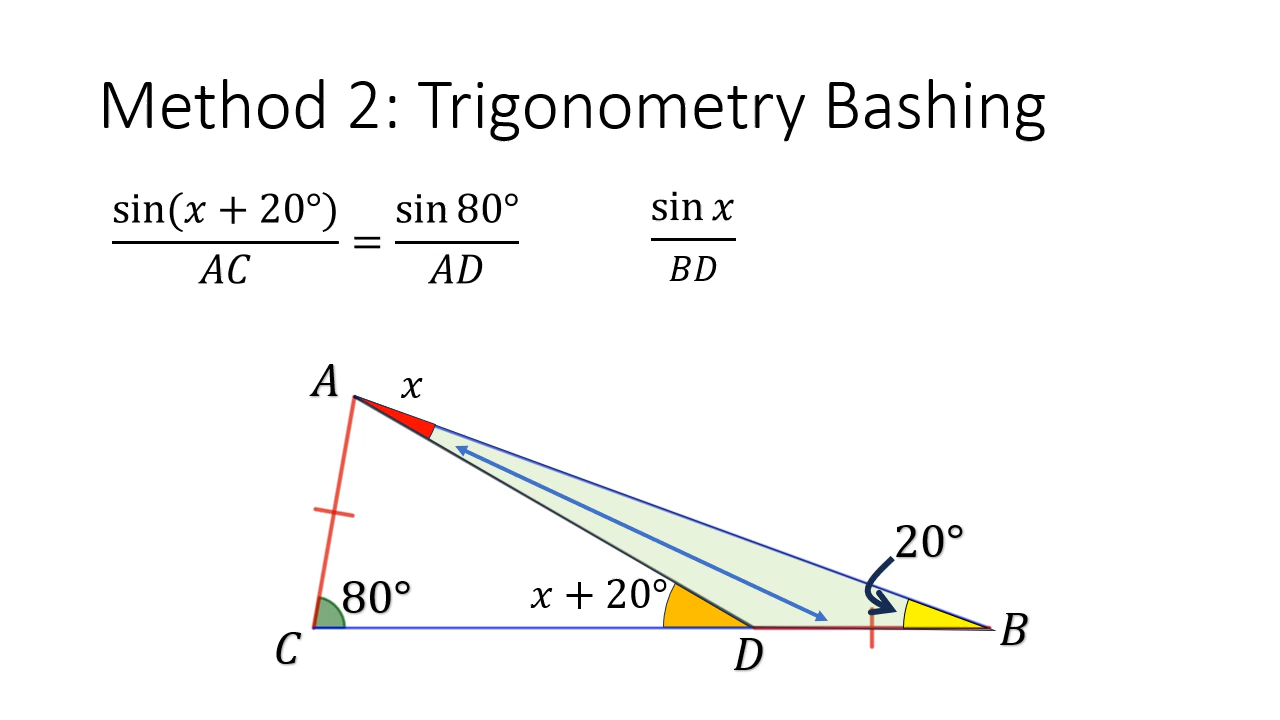 Method 2: Trigonometry Bashing
sin(x + 20°)/AC = sin 80°/AD
sin x/BD
A
x
20°
80°
x + 20°
C
D
B